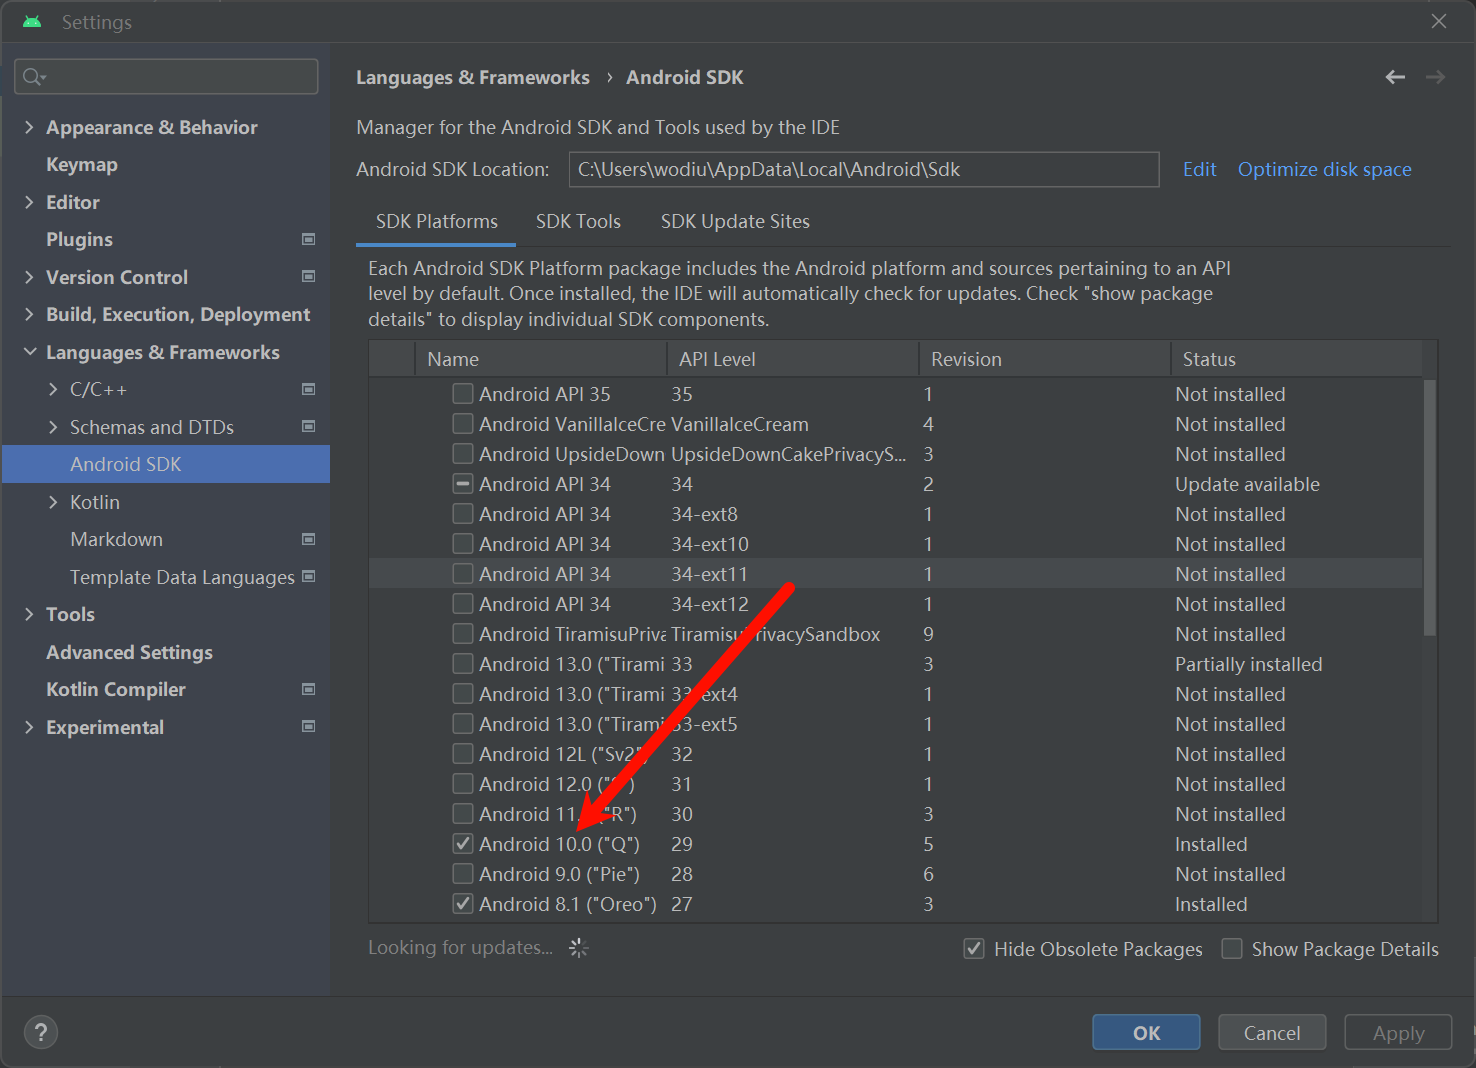 Settings
Appearance & Behavior
Keymap
Editor
Plugins
Version Control
Build, Execution, Deployment
Languages & Frameworks
C/C++
Schemas and DTDs
Android SDK
Kotlin
Markdown
Template Data Languages
Tools
Advanced Settings
Kotlin Compiler
Experimental
Languages & Frameworks › Android SDK
Manager for the Android SDK and Tools used by the IDE
Android SDK Location: C:\Users\wodiu\AppData\Local\Android\Sdk Edit Optimize disk space
SDK Platforms SDK Tools SDK Update Sites
Each Android SDK Platform package includes the Android platform and sources pertaining to an API
level by default. Once installed, the IDE will automatically check for updates. Check "show package
details" to display individual SDK components.
Name API Level Revision Status
Android API 35 35 1 Not installed
Android VanillaIceCre VanillaIceCream 4 Not installed
Android UpsideDown UpsideDownCakePrivacyS... 3 Not installed
Android API 34 34 2 Update available
Android API 34 34-ext8 1 Not installed
Android API 34 34-ext10 1 Not installed
Android API 34 34-ext11 1 Not installed
Android API 34 34-ext12 1 Not installed
Android TiramisuPriva TiramisuPrivacySandbox 9 Not installed
Android 13.0 ("Tirami 33 3 Partially installed
Android 13.0 ("Tirami 33-ext4 1 Not installed
Android 13.0 ("Tirami 33-ext5 1 Not installed
Android 12L ("Sv2") 32 1 Not installed
Android 12.0 ("S") 31 1 Not installed
Android 11.0 ("R") 30 3 Not installed
Android 10.0 ("Q") 29 5 Installed
Android 9.0 ("Pie") 28 6 Not installed
Android 8.1 ("Oreo") 27 3 Installed
Looking for updates... Hide Obsolete Packages Show Package Details
? OK Cancel Apply